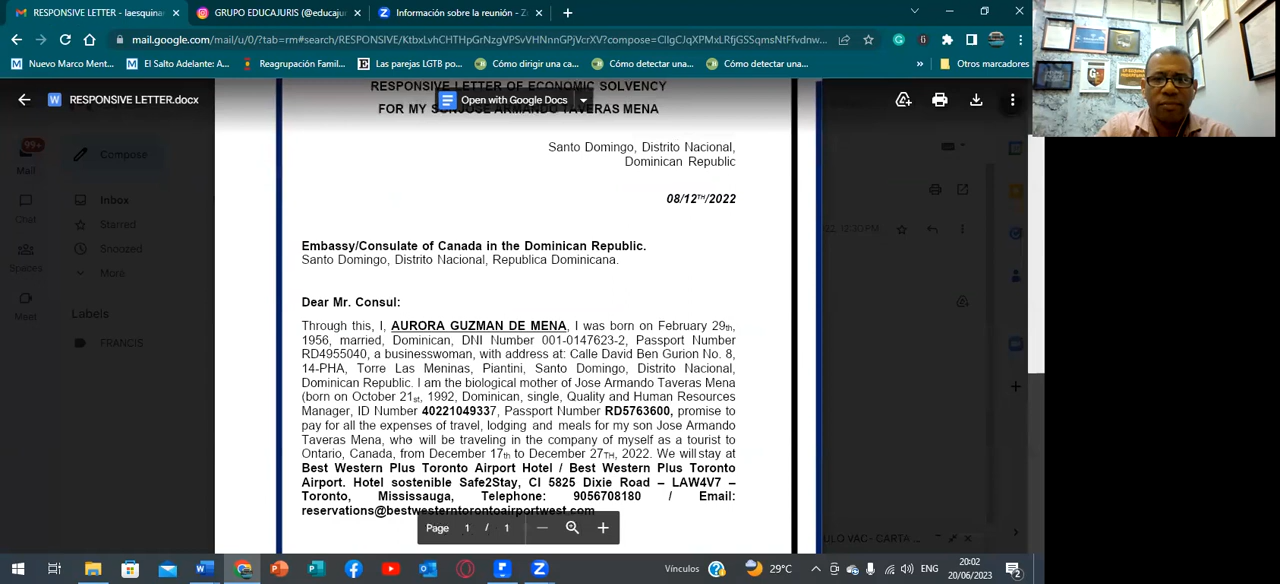 RESPONSIVE LETTER - laesquina
GRUPO EDUCAJURIS (@educaju
Información sobre la reunión - Z
mail.google.com/mail/u/0/?tab=rm#search/RESPONSIVE/
Nuevo Marco Ment...
El Salto Adelante: A...
Reagrupación Famil...
Las parejas LGTB po...
Cómo dirigir una ca...
Cómo detectar una...
Cómo detectar una...
»
Otros marcadores
RESPONSIVE LETTER.docx
Open with Google Docs
RESPONSIVE LETTER OF ECONOMIC SOLVENCY
FOR MY SON JOSE ARMANDO TAVERAS MENA
99+
Mail
Chat
Spaces
Meet
Compose
Inbox
Starred
Snoozed
More
Labels
FRANCIS
Santo Domingo, Distrito Nacional,
Dominican Republic
08/12TH/2022
Embassy/Consulate of Canada in the Dominican Republic.
Santo Domingo, Distrito Nacional, Republica Dominicana.
Dear Mr. Consul:
Through this, I, AURORA GUZMAN DE MENA, I was born on February 29th,
1956, married, Dominican, DNI Number 001-0147623-2, Passport Number
RD4955040, a businesswoman, with address at: Calle David Ben Gurion No. 8,
14-PHA, Torre Las Meninas, Piantini, Santo Domingo, Distrito Nacional,
Dominican Republic. I am the biological mother of Jose Armando Taveras Mena
(born on October 21st, 1992, Dominican, single, Quality and Human Resources
Manager, ID Number 40221049337, Passport Number RD5763600, promise to
pay for all the expenses of travel, lodging and meals for my son Jose Armando
Taveras Mena, who will be traveling in the company of myself as a tourist to
Ontario, Canada, from December 17th to December 27TH, 2022. We will stay at
Best Western Plus Toronto Airport Hotel / Best Western Plus Toronto
Airport. Hotel sostenible Safe2Stay, CI 5825 Dixie Road – LAW4V7 –
Toronto, Mississauga, Telephone: 9056708180 / Email:
reservations@bestwesterntorontoairportwest.com
Page 1 / 1
ULO VAC- CARTA
Vínculos
29°C
ENG
20:02
20/06/2023
2